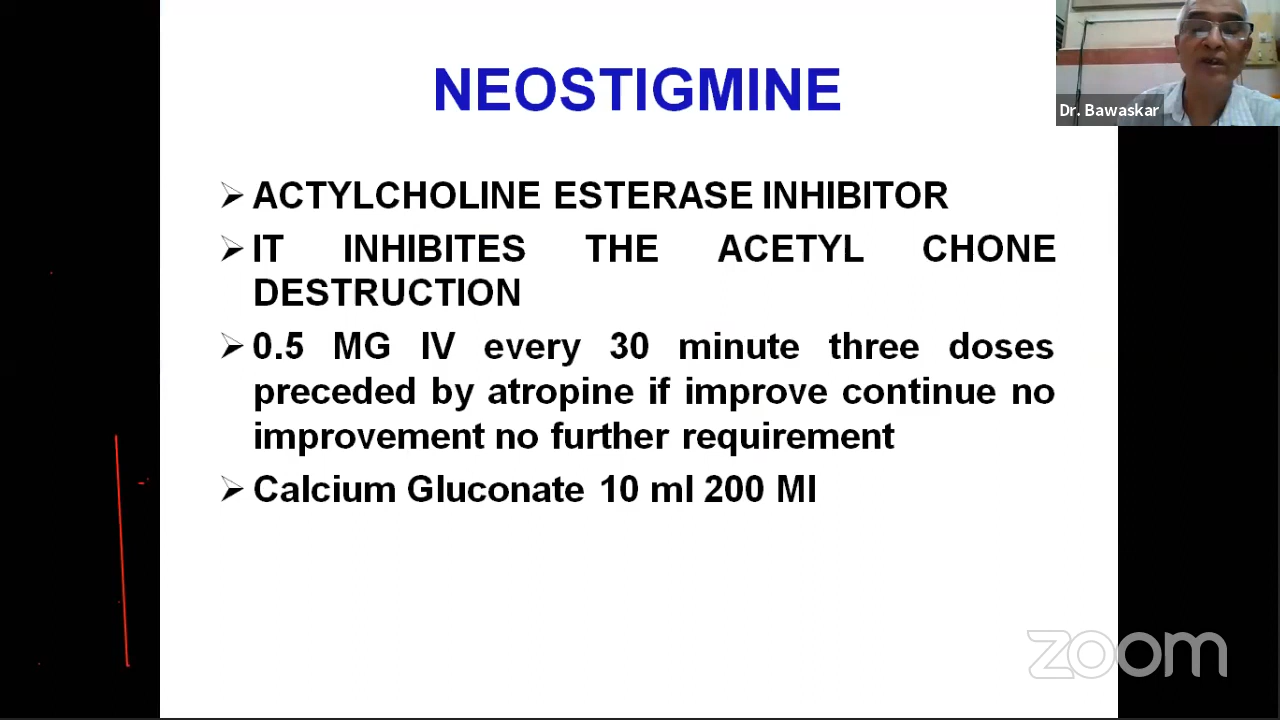 NEOSTIGMINE
Dr. Bawaskar
ACTYLCHOLINE ESTERASE INHIBITOR
IT INHIBITES THE ACETYL CHONE
DESTRUCTION
0.5 MG IV every 30 minute three doses
preceded by atropine if improve continue no
improvement no further requirement
Calcium Gluconate 10 ml 200 Ml
zoom